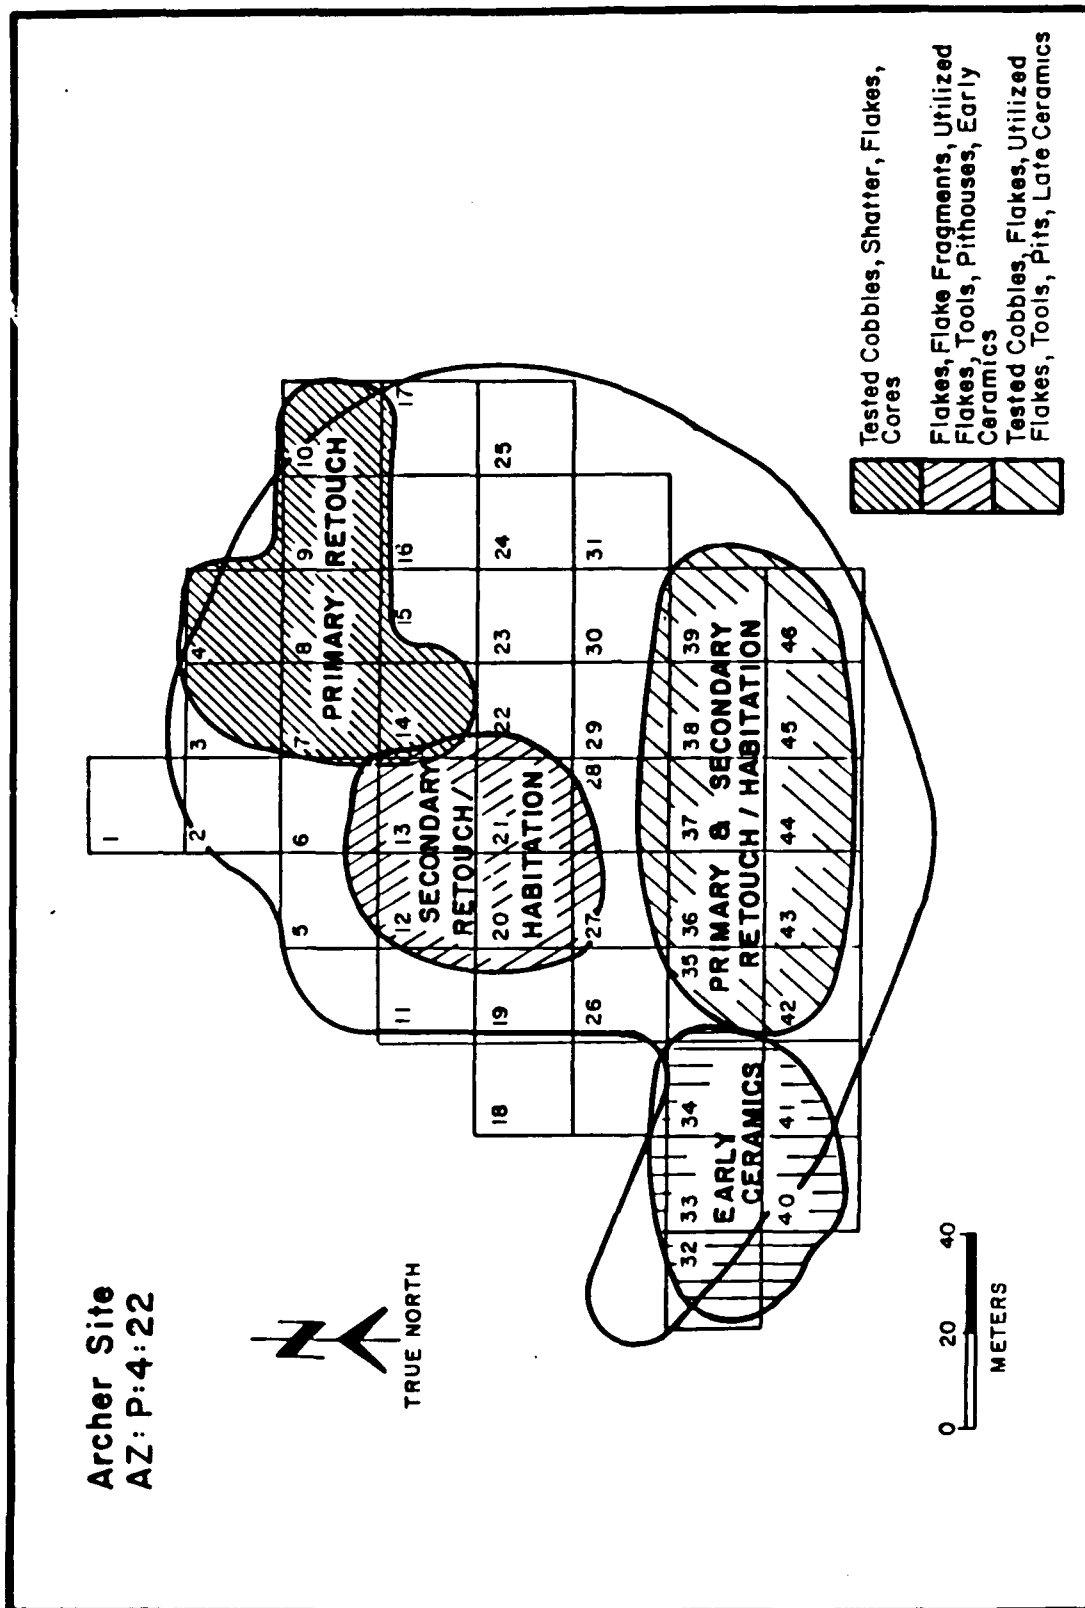 Archer Site
AZ: P:4:22
N
TRUE NORTH
1
2
3
4
5
6
7
8
9
10
PRIMARY RETOUCH
11
12
13
14
15
16
17
SECONDARY
RETOUCH/
HABITATION
18
19
20
21
22
23
24
25
26
27
28
29
30
31
32
33
34
35
36
37
38
39
EARLY
CERAMICS
PRIMARY & SECONDARY
RETOUCH / HABITATION
40
41
42
43
44
45
46
0
20
40
METERS
Tested Cobbles, Shatter, Flakes,
Cores
Flakes, Flake Fragments, Utilized
Flakes, Tools, Pithouses, Early
Ceramics
Tested Cobbles, Flakes, Utilized
Flakes, Tools, Pits, Late Ceramics